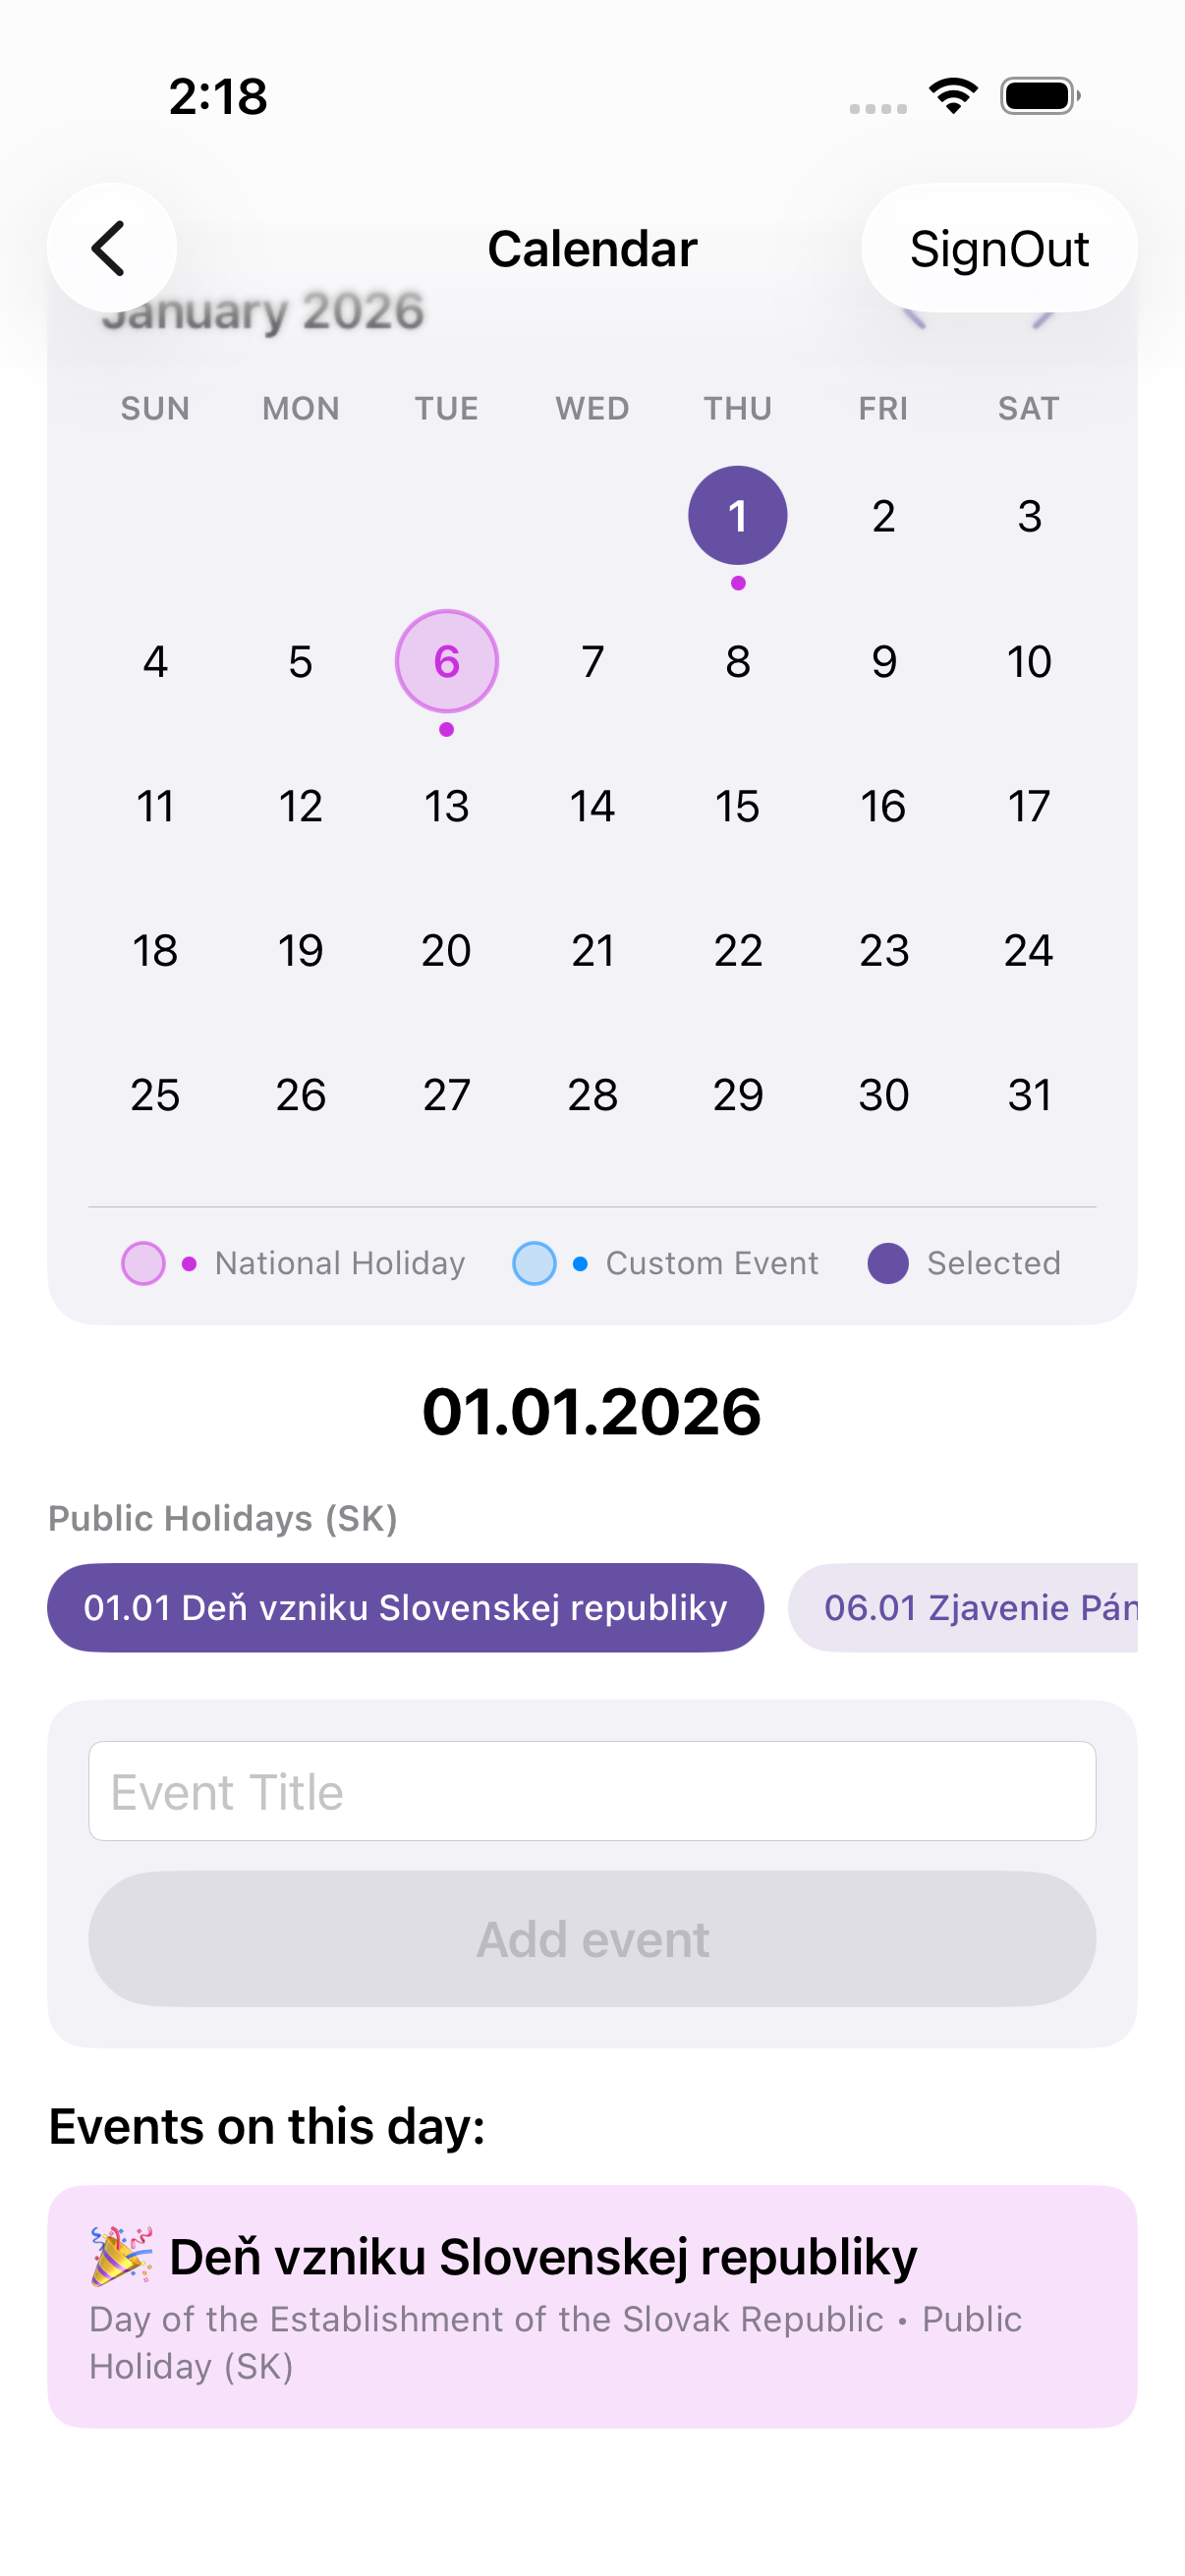 2:18
Calendar
SignOut
January 2026
SUN MON TUE WED THU FRI SAT
1 2 3
4 5 6 7 8 9 10
11 12 13 14 15 16 17
18 19 20 21 22 23 24
25 26 27 28 29 30 31
National Holiday Custom Event Selected
01.01.2026
Public Holidays (SK)
01.01 Deň vzniku Slovenskej republiky 06.01 Zjavenie
Event Title
Add event
Events on this day:
🎉 Deň vzniku Slovenskej republiky
Day of the Establishment of the Slovak Republic • Public
Holiday (SK)